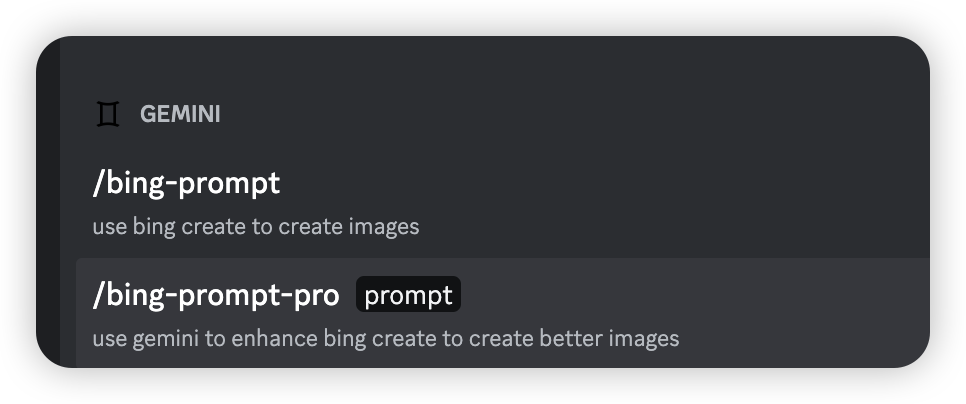 GEMINI
/bing-prompt
use bing create to create images
/bing-prompt-pro prompt
use gemini to enhance bing create to create better images